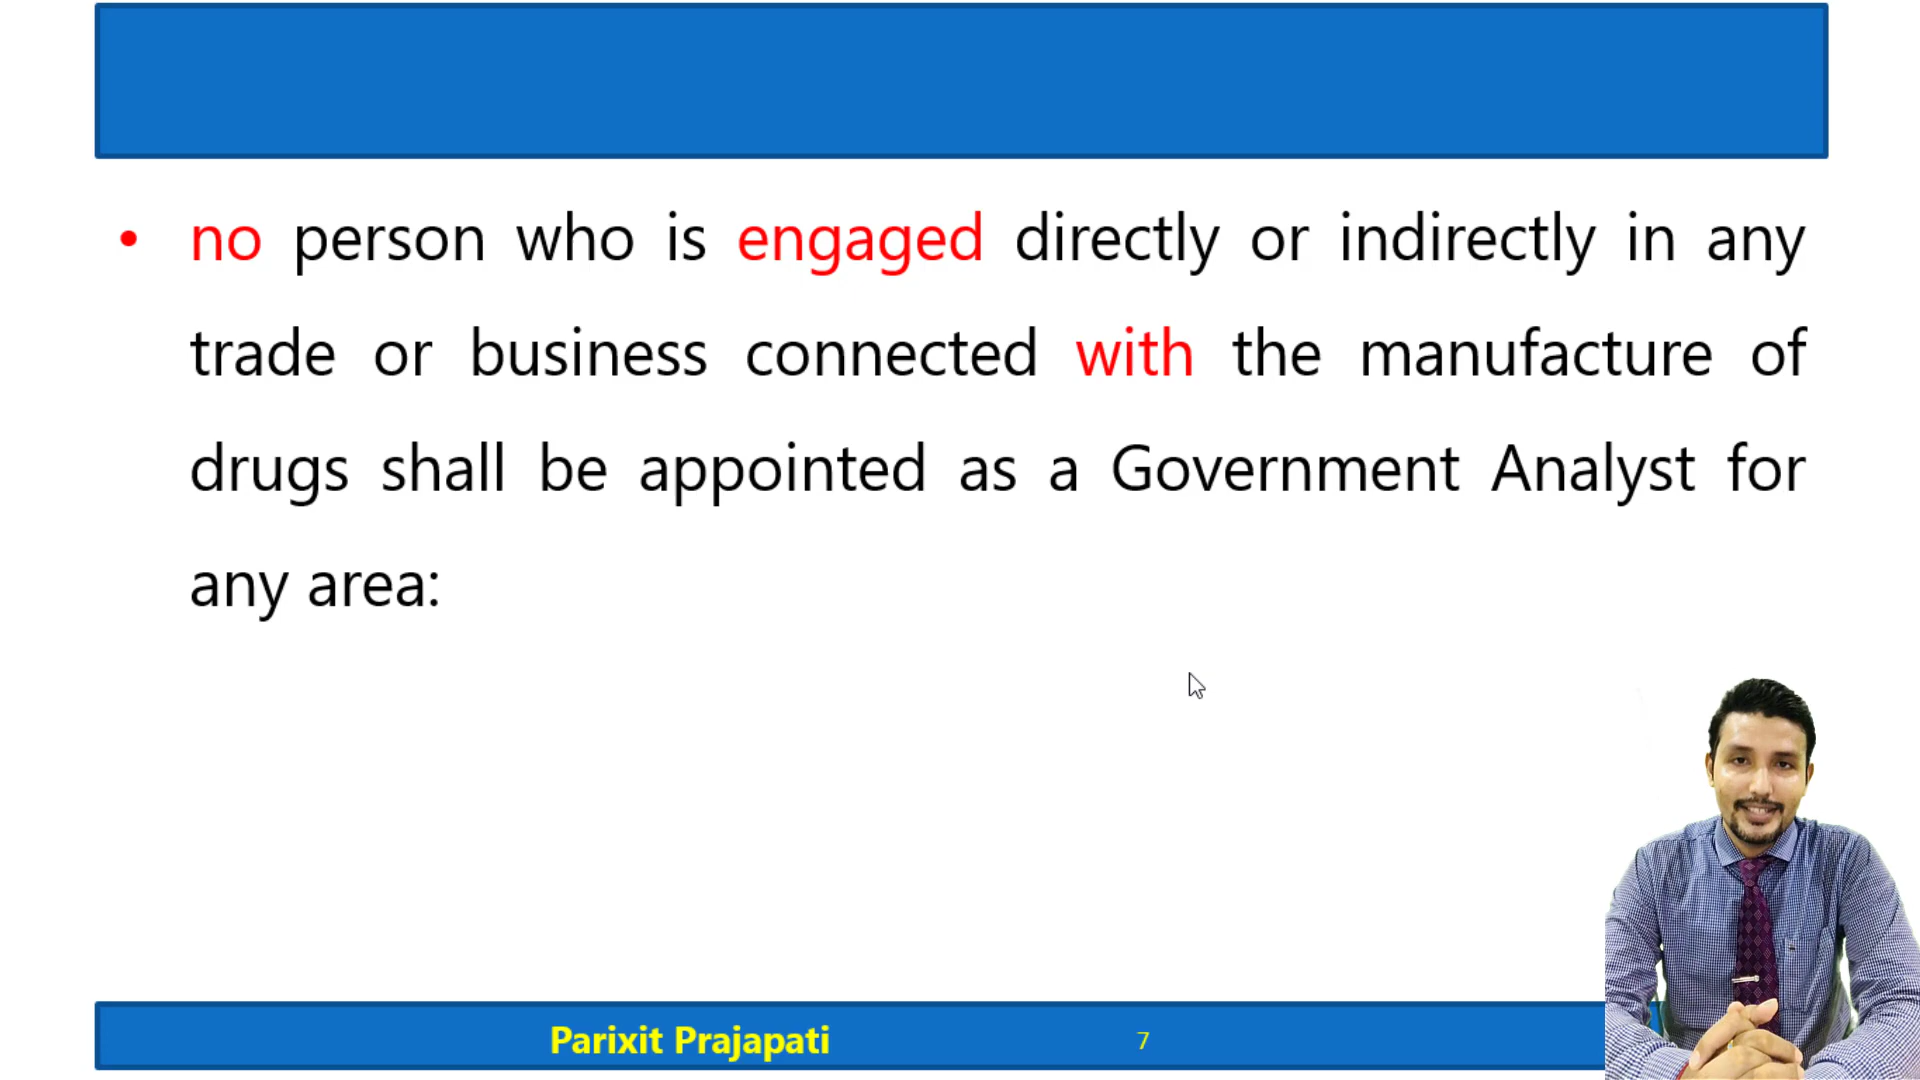 • no person who is engaged directly or indirectly in any
trade or business connected with the manufacture of
drugs shall be appointed as a Government Analyst for
any area:
Parixit Prajapati 7